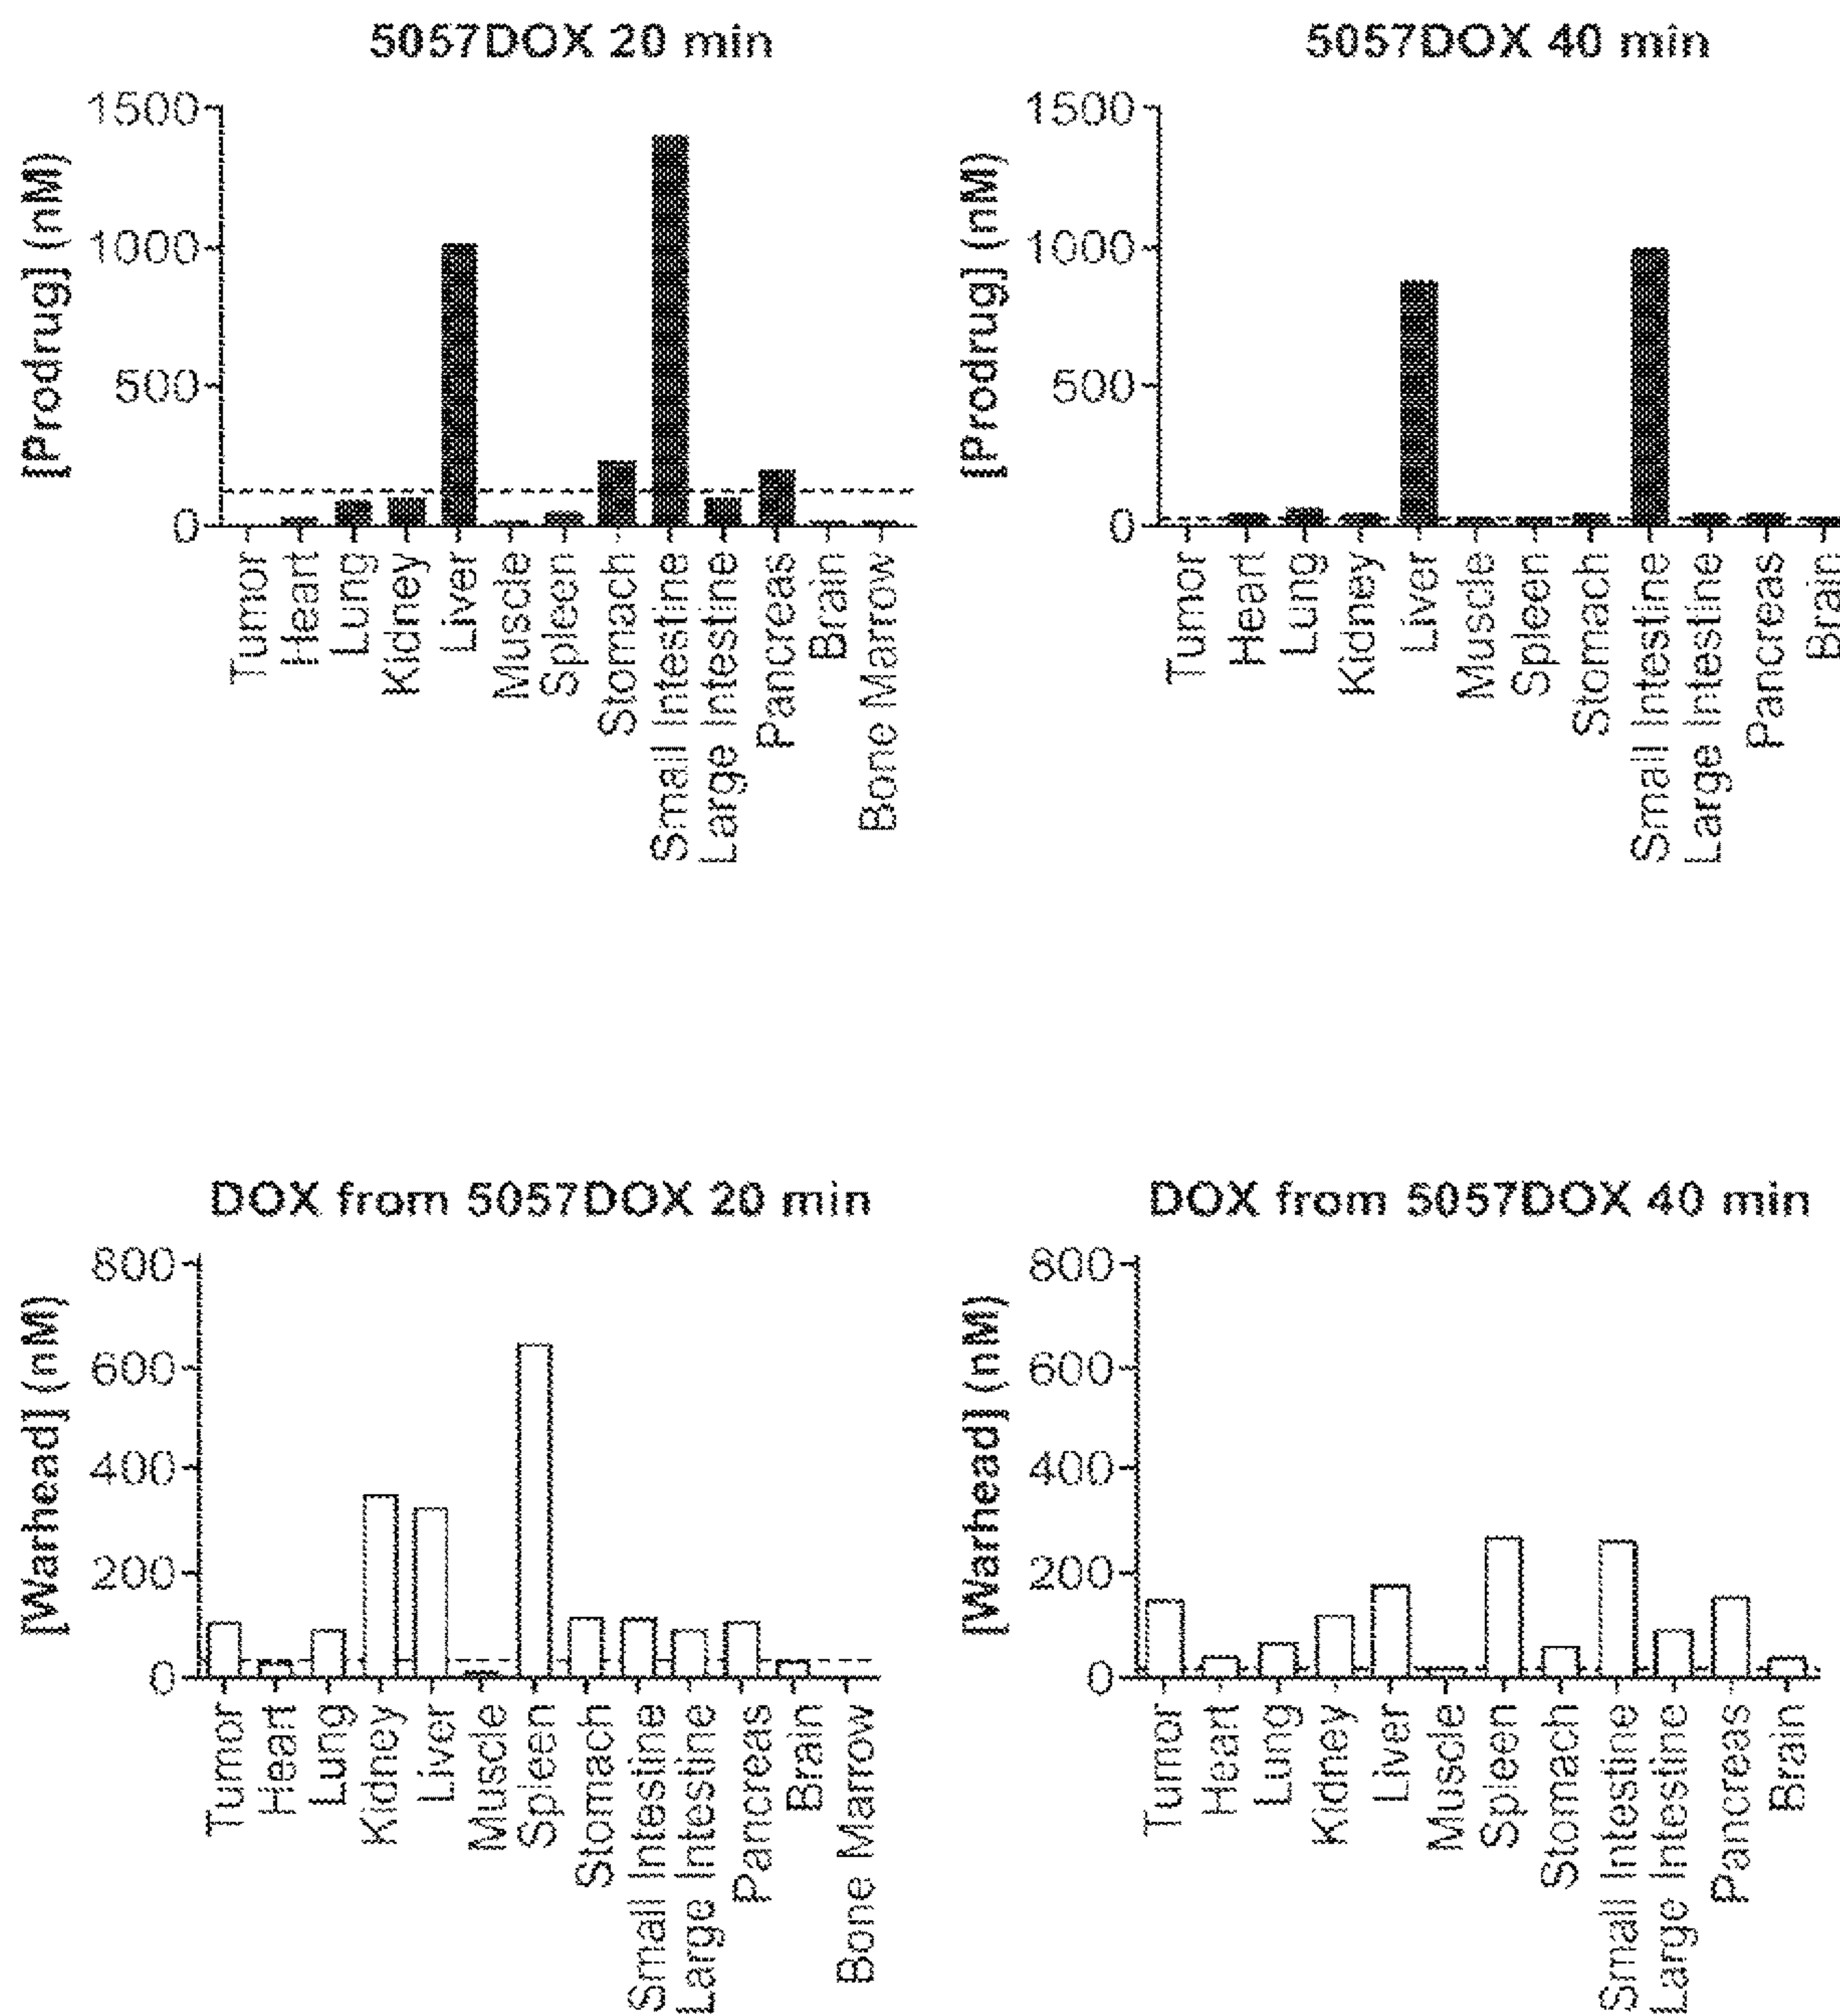 5057DOX 20 min
[Prodrug] (nM)
1500
1000
500
0
Tumor
Heart
Lung
Kidney
Liver
Muscle
Spleen
Stomach
Small Intestine
Large Intestine
Pancreas
Brain
Bone Marrow
5057DOX 40 min
[Prodrug] (nM)
1500
1000
500
0
Tumor
Heart
Lung
Kidney
Liver
Muscle
Spleen
Stomach
Small Intestine
Large Intestine
Pancreas
Brain
DOX from 5057DOX 20 min
[Warhead] (nM)
800
600
400
200
0
Tumor
Heart
Lung
Kidney
Liver
Muscle
Spleen
Stomach
Small Intestine
Large Intestine
Pancreas
Brain
Bone Marrow
DOX from 5057DOX 40 min
[Warhead] (nM)
800
600
400
200
0
Tumor
Heart
Lung
Kidney
Liver
Muscle
Spleen
Stomach
Small Intestine
Large Intestine
Pancreas
Brain